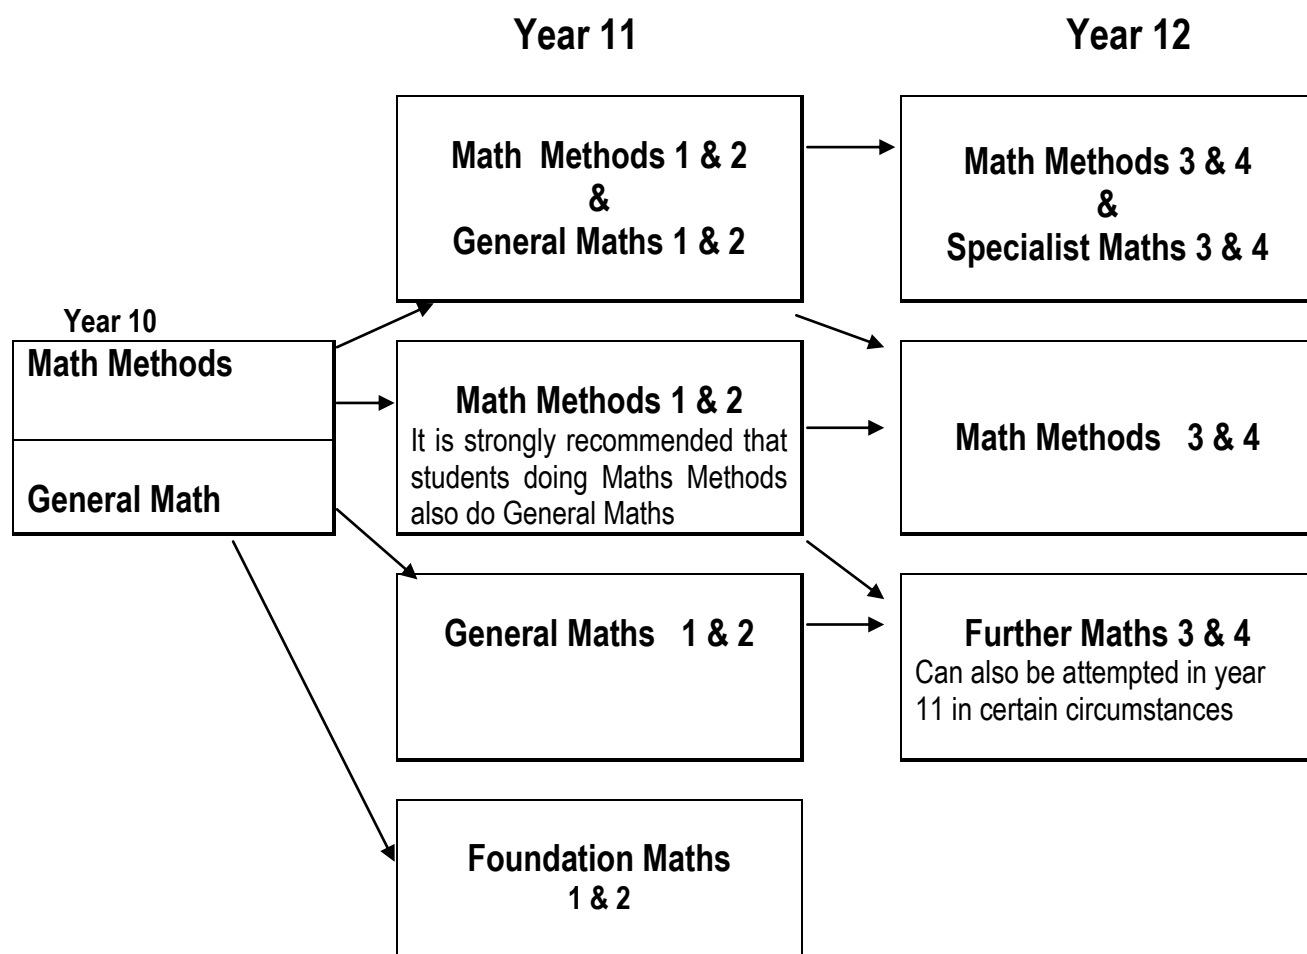 Year 11
Year 12
Math Methods 1 & 2
&
General Maths 1 & 2
Math Methods 3 & 4
&
Specialist Maths 3 & 4
Year 10
Math Methods
General Math
Math Methods 1 & 2
It is strongly recommended that
students doing Maths Methods
also do General Maths
Math Methods 3 & 4
General Maths 1 & 2
Further Maths 3 & 4
Can also be attempted in year
11 in certain circumstances
Foundation Maths
1 & 2